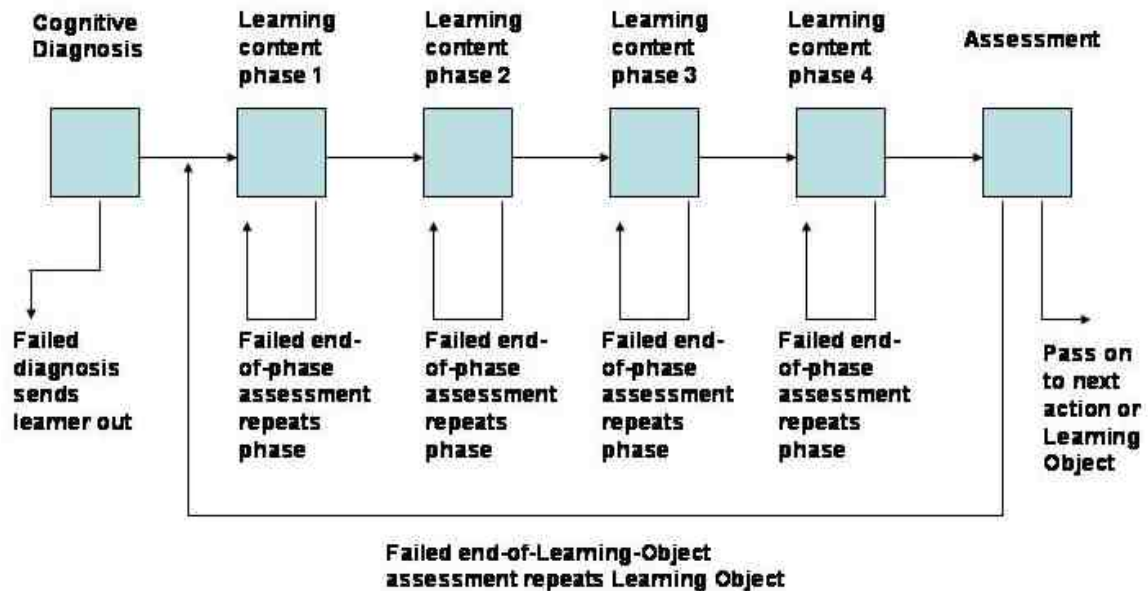 Cognitive
Diagnosis
Learning
content
phase 1
Learning
content
phase 2
Learning
content
phase 3
Learning
content
phase 4
Assessment
Failed
diagnosis
sends
learner out
Failed end-
of-phase
assessment
repeats
phase
Failed end-
of-phase
assessment
repeats
phase
Failed end-
of-phase
assessment
repeats
phase
Failed end-
of-phase
assessment
repeats
phase
Pass on
to next
action or
Learning
Object
Failed end-of-Learning-Object
assessment repeats Learning Object